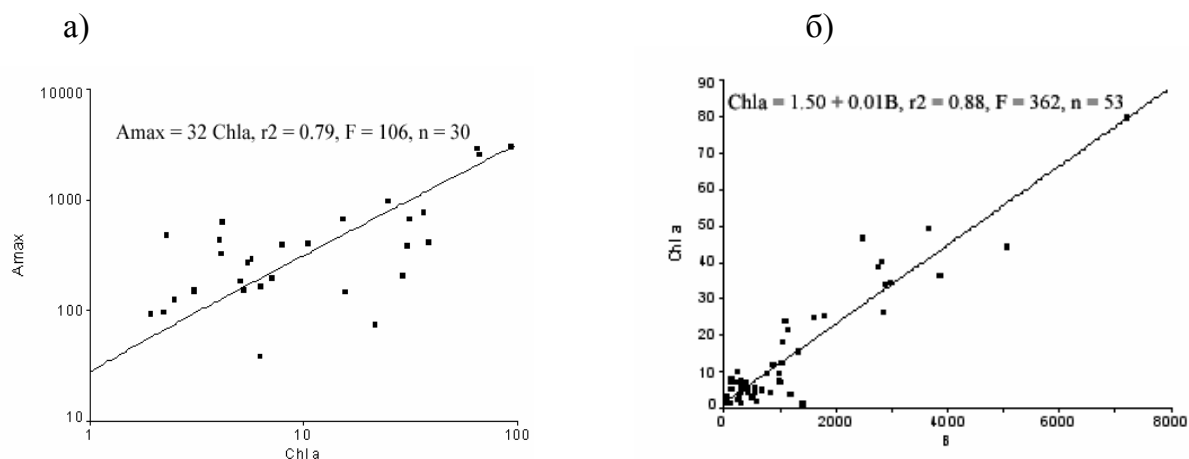 а)
10000
1000
100
10
Amax
Amax = 32 Chla, r2 = 0.79, F = 106, n = 30
1
10
100
Chla
б)
90
80
70
60
50
40
30
20
10
0
Chla
Chla = 1.50 + 0.01B, r2 = 0.88, F = 362, n = 53
0
2000
4000
6000
8000
B